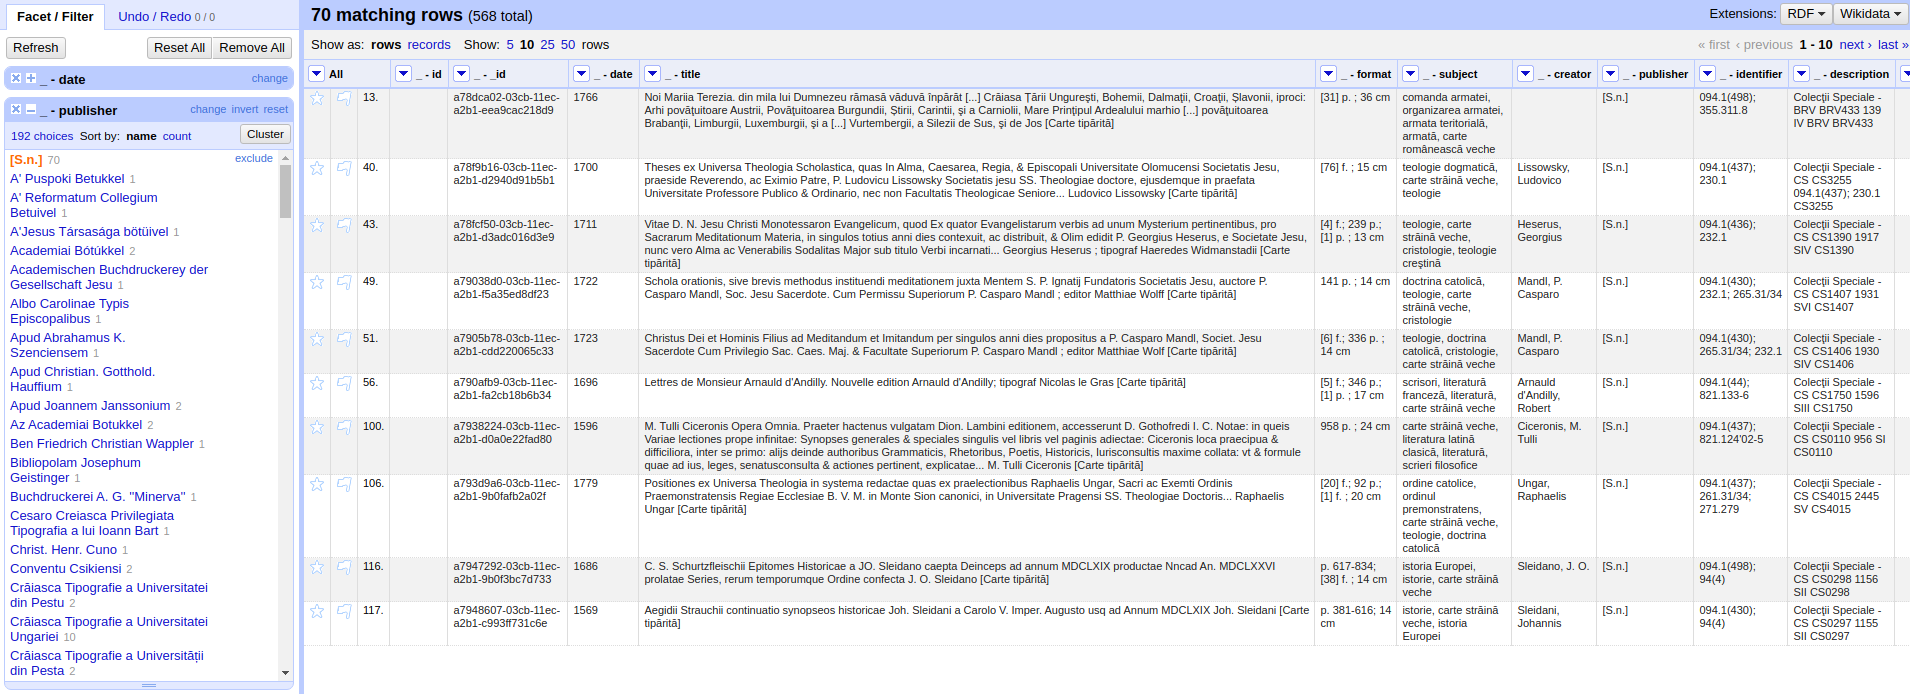 Facet / Filter Undo / Redo 0 / 0
Refresh Reset All Remove All
_ - date change
_ - publisher change invert reset
192 choices Sort by: name count Cluster
[S.n.] 70 exclude
A' Puspoki Betukkel 1
A' Reformatum Collegium
Betuivel 1
A'Jesus Társasága bötüivel 1
Academiai Bötúkkel 2
Academischen Buchdruckerey der
Gesellschaft Jesu 1
Albo Carolinae Typis
Episcopalibus 1
Apud Abrahamus K.
Szenciensem 1
Apud Christian. Gotthold.
Hauffium 1
Apud Joannem Janssonium 2
Az Academiai Botukkel 2
Ben Friedrich Christian Wappler 1
Bibliopolam Josephum
Geistinger 1
Buchdruckerei A. G. "Minerva" 1
Cesaro Creiasca Privilegiata
Tipografia a lui Ioann Bart 1
Christ. Henr. Cuno 1
Conventu Csikiensi 2
Crăiasca Tipografie a Universitatei
din Pestu 2
Crăiasca Tipografie a Universitatei
Ungariei 10
Crăiasca Tipografie a Universității
din Pesta 2
70 matching rows (568 total)
Extensions: RDF Wikidata
Show as: rows records Show: 5 10 25 50 rows
« first ‹ previous 1 - 10 next › last »
All _ - id _ - _id _ - date _ - title _ - format _ - subject _ - creator _ - publisher _ - identifier _ - description
13.
a78dca02-03cb-11ec-
a2b1-eea9cac218d9
1766
Noi Mariia Terezia. din mila lui Dumnezeu rămasă văduvă înpărăt [...] Crăiasa Țării Ungurești, Bohemii, Dalmaţii, Croaţii, Şlavonii, iproci:
Arhi povăţuitoare Austrii, Povăţuitoarea Burgundii, Ştirii, Carintii, şi a Carniolii, Mare Prinţipul Ardealului marhio [...] povăţuitoarea
Brabanţii, Limburgii, Luxemburgii, şi a [...] Vurtembergii, a Silezii de Sus, şi de Jos [Carte tipărită]
[31] p. ; 36 cm
comanda armatei,
organizarea armatei,
armata teritorială,
armată, carte
românească veche
[S.n.]
094.1(498);
355.311.8
Colecţii Speciale -
BRV BRV433 139
IV BRV BRV433
40.
a78f9b16-03cb-11ec-
a2b1-d2940d91b5b1
1700
Theses ex Universa Theologia Scholastica, quas In Alma, Caesarea, Regia, & Episcopali Universitate Olomucensi Societatis Jesu,
praeside Reverendo, ac Eximio Patre, P. Ludovicu Lissowsky Societatis jesu SS. Theologiae doctore, ejusdemque in praefata
Universitate Professore Publico & Ordinario, nec non Facultatis Theologicae Seniore... Ludovico Lissowsky [Carte tipărită]
[76] f. ; 15 cm
teologie dogmatică,
carte străină veche,
teologie
Lissowsky,
Ludovico
[S.n.]
094.1(437);
230.1
Colecţii Speciale -
CS CS3255
094.1(437); 230.1
CS3255
43.
a78fcf50-03cb-11ec-
a2b1-d3adc016d3e9
1711
Vitae D. N. Jesu Christi Monotessaron Evangelicum, quod Ex quator Evangelistarum verbis ad unum Mysterium pertinentibus, pro
Sacrarum Meditationum Materia, in singulos totius anni dies contexuit, ac distribuit, & Olim edidit P. Georgius Heserus, e Societate Jesu,
nunc vero Alma ac Venerabilis Sodalitas Major sub titulo Verbi incarnati... Georgius Heserus ; tipograf Haeredes Widmanstadii [Carte
tipărită]
[4] f.; 239 p.;
[1] p. ; 13 cm
teologie, carte
străină veche,
cristologie, teologie
creştină
Heserus,
Georgius
[S.n.]
094.1(436);
232.1
Colecţii Speciale -
CS CS1390 1917
SIV CS1390
49.
a79038d0-03cb-11ec-
a2b1-f5a35ed8df23
1722
Schola orationis, sive brevis methodus instituendi meditationem juxta Mentem S. P. Ignatij Fundatoris Societatis Jesu, auctore P.
Casparo Mandl, Soc. Jesu Sacerdote. Cum Permissu Superiorum P. Casparo Mandl ; editor Matthiae Wolff [Carte tipărită]
141 p. ; 14 cm
doctrina catolică,
teologie, carte
străină veche,
cristologie
Mandl, P.
Casparo
[S.n.]
094.1(430);
232.1; 265.31/34
Colecţii Speciale -
CS CS1407 1931
SVI CS1407
51.
a7905b78-03cb-11ec-
a2b1-cdd220065c33
1723
Christus Dei et Hominis Filius ad Meditandum et Imitandum per singulos anni dies propositus a P. Casparo Mandl, Societ. Jesu
Sacerdote Cum Privilegio Sac. Caes. Maj. & Facultate Superiorum P. Casparo Mandl ; editor Matthiae Wolf [Carte tipărită]
[6] f.; 336 p. ;
14 cm
teologie, doctrina
catolică, cristologie,
carte străină veche
Mandl, P.
Casparo
[S.n.]
094.1(430);
265.31/34; 232.1
Colecţii Speciale -
CS CS1406 1930
SIV CS1406
56.
a790afb9-03cb-11ec-
a2b1-fa2cb18b6b34
1696
Lettres de Monsieur Arnauld d'Andilly. Nouvelle edition Arnauld d'Andilly; tipograf Nicolas le Gras [Carte tipărită]
[5] f.; 346 p.;
[1] p. ; 17 cm
scrisori, literatură
franceză, literatură,
carte străină veche
Arnauld
d'Andilly,
Robert
[S.n.]
094.1(44);
821.133-6
Colecţii Speciale -
CS CS1750 1596
SIII CS1750
100.
a7938224-03cb-11ec-
a2b1-d0a0e22fad80
1596
M. Tulli Ciceronis Opera Omnia. Praeter hactenus vulgatam Dion. Lambini editionem, accesserunt D. Gothofredi I. C. Notae: in queis
Variae lectiones prope infinitae: Synopses generales & speciales singulis vel libris vel paginis adiectae: Ciceronis loca praecipua &
difficiliora, inter se primo: alijs deinde authoribus Grammaticis, Rhetoribus, Poetis, Historicis, Iurisconsultis maxime collata: vt & formule
quae ad ius, leges, senatusconsulta & actiones pertinent, explicatae... M. Tulli Ciceronis [Carte tipărită]
958 p. ; 24 cm
carte străină veche,
literatura latină
clasică, literatură,
scrieri filosofice
Ciceronis, M.
Tulli
[S.n.]
094.1(437);
821.124'02-5
Colecţii Speciale -
CS CS0110 956 SI
CS0110
106.
a793d9a6-03cb-11ec-
a2b1-9b0fafb2a02f
1779
Positiones ex Universa Theologia in systema redactae quas ex praelectionibus Raphaelis Ungar, Sacri ac Exemti Ordinis
Praemonstratensis Regiae Ecclesiae B. V. M. in Monte Sion canonici, in Universitate Pragensi SS. Theologiae Doctoris... Raphaelis
Ungar [Carte tipărită]
[20] f.; 92 p.;
[1] f. ; 20 cm
ordine catolice,
ordinul
premonstratens,
carte străină veche,
teologie, doctrina
catolică
Ungar,
Raphaelis
[S.n.]
094.1(437);
261.31/34;
271.279
Colecţii Speciale -
CS CS4015 2445
SV CS4015
116.
a7947292-03cb-11ec-
a2b1-9b0f3bc7d733
1686
C. S. Schurtzfleischii Epitomes Historicae a JO. Sleidano caepta Deinceps ad annum MDCLXIX productae Nncad An. MDCLXXVI
prolatae Series, rerum temporumque Ordine confecta J. O. Sleidano [Carte tipărită]
p. 617-834;
[38] f. ; 14 cm
istoria Europei,
istorie, carte străină
veche
Sleidano, J. O.
[S.n.]
094.1(498);
94(4)
Colecţii Speciale -
CS CS0298 1156
SII CS0298
117.
a7948607-03cb-11ec-
a2b1-c993ff731c6e
1569
Aegidii Strauchii continuatio synopseos historicae Joh. Sleidani a Carolo V. Imper. Augusto usq ad Annum MDCLXIX Joh. Sleidani [Carte
tipărită]
p. 381-616; 14
cm
istorie, carte străină
veche, istoria
Europei
Sleidani,
Johannis
[S.n.]
094.1(430);
94(4)
Colecţii Speciale -
CS CS0297 1155
SII CS0297